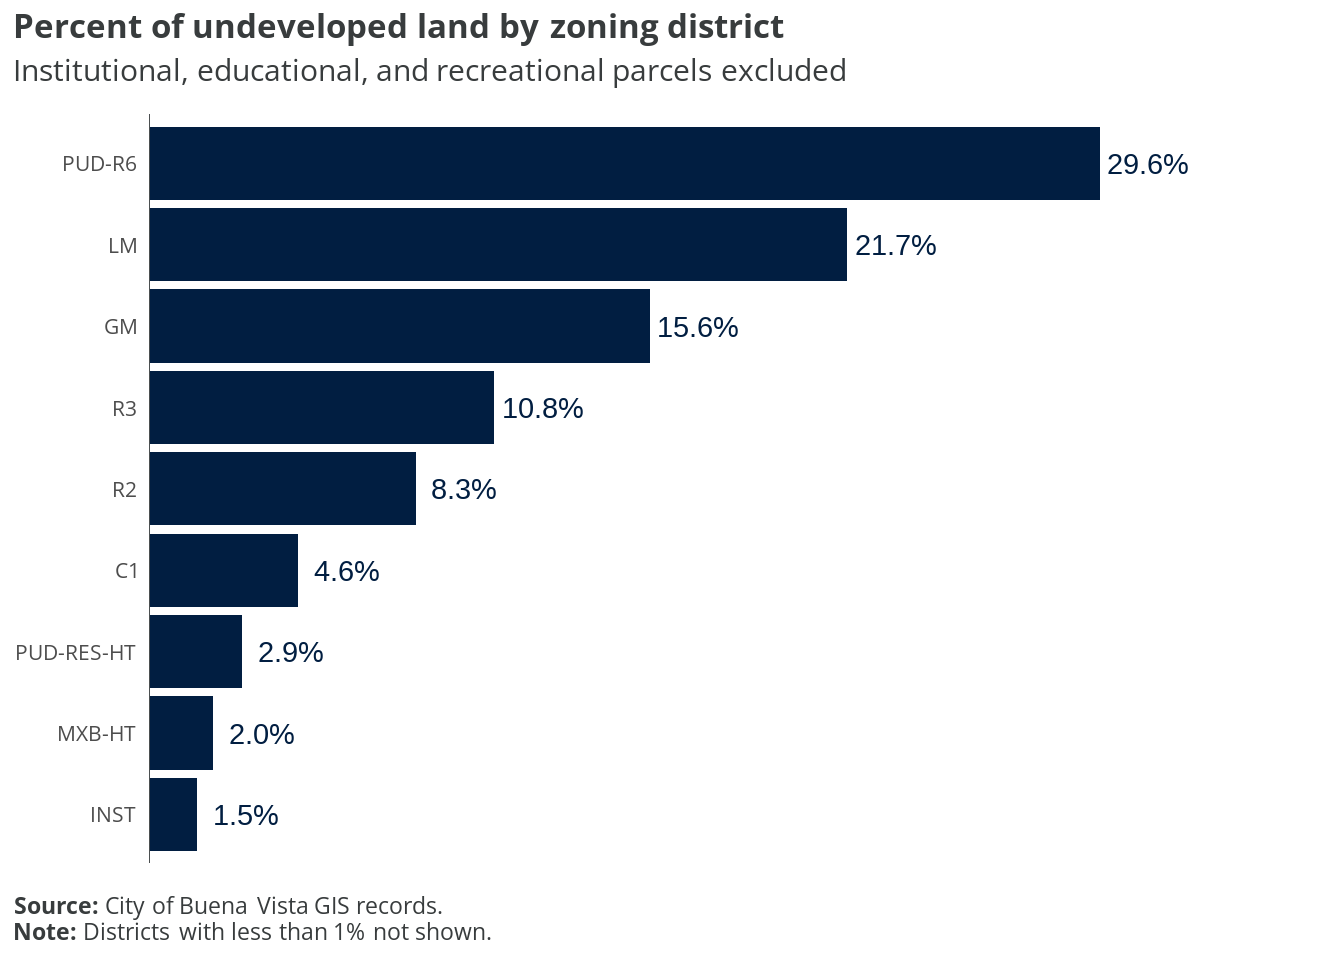 Percent of undeveloped land by zoning district
Institutional, educational, and recreational parcels excluded
PUD-R6 29.6%
LM 21.7%
GM 15.6%
R3 10.8%
R2 8.3%
C1 4.6%
PUD-RES-HT 2.9%
MXB-HT 2.0%
INST 1.5%
Source: City of Buena Vista GIS records.
Note: Districts with less than 1% not shown.